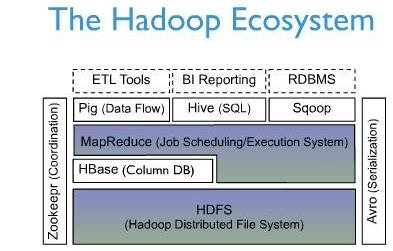 The Hadoop Ecosystem
ETL Tools
BI Reporting
RDBMS
Pig (Data Flow)
Hive (SQL)
Sqoop
MapReduce (Job Scheduling/Execution System)
HBase (Column DB)
HDFS
(Hadoop Distributed File System)
Zookeepr (Coordination)
Avro (Serialization)